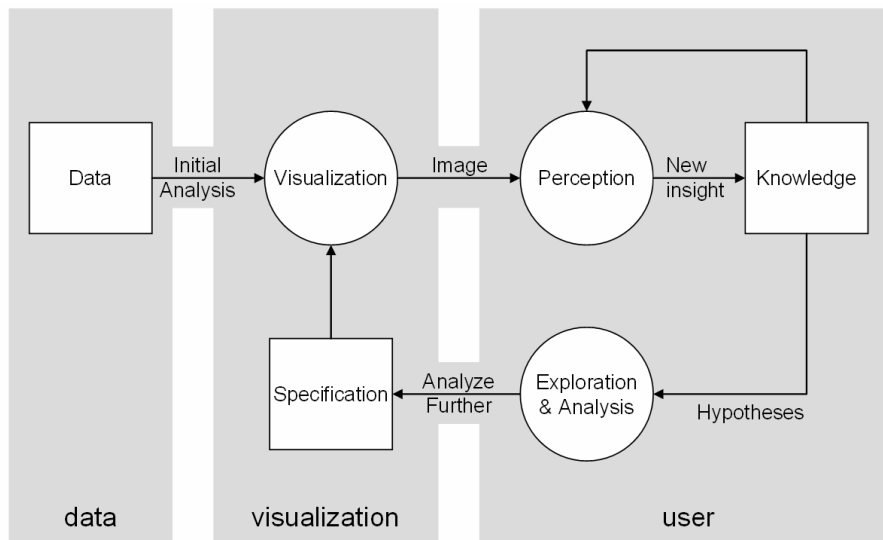 Data
Initial
Analysis
Visualization
Image
Perception
New
insight
Knowledge
Specification
Analyze
Further
Exploration
& Analysis
Hypotheses
data
visualization
user